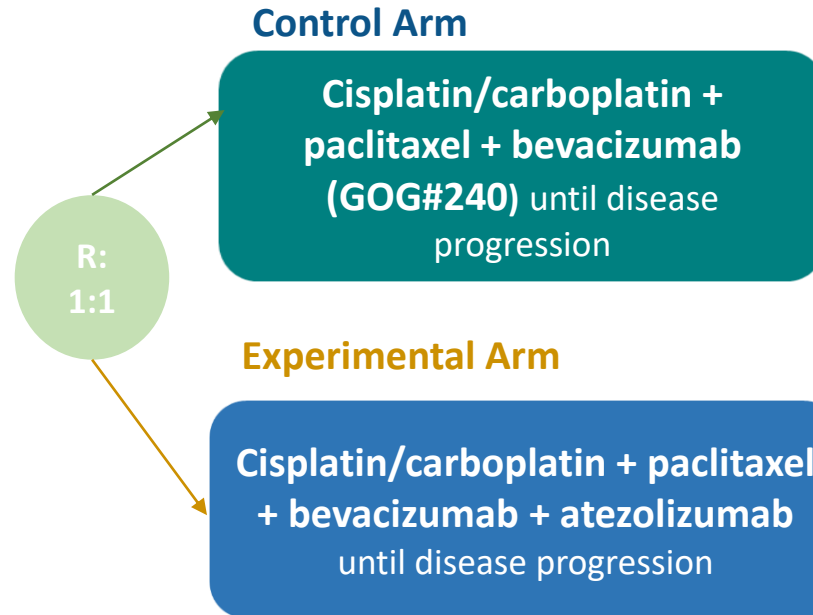 Control Arm
Cisplatin/carboplatin +
paclitaxel + bevacizumab
(GOG#240) until disease
progression
R:
1:1
Experimental Arm
Cisplatin/carboplatin + paclitaxel
+ bevacizumab + atezolizumab
until disease progression